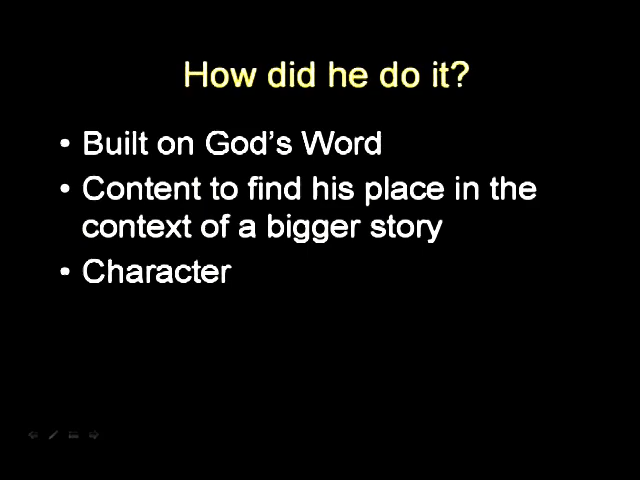 How did he do it?
• Built on God's Word
• Content to find his place in the
context of a bigger story
• Character